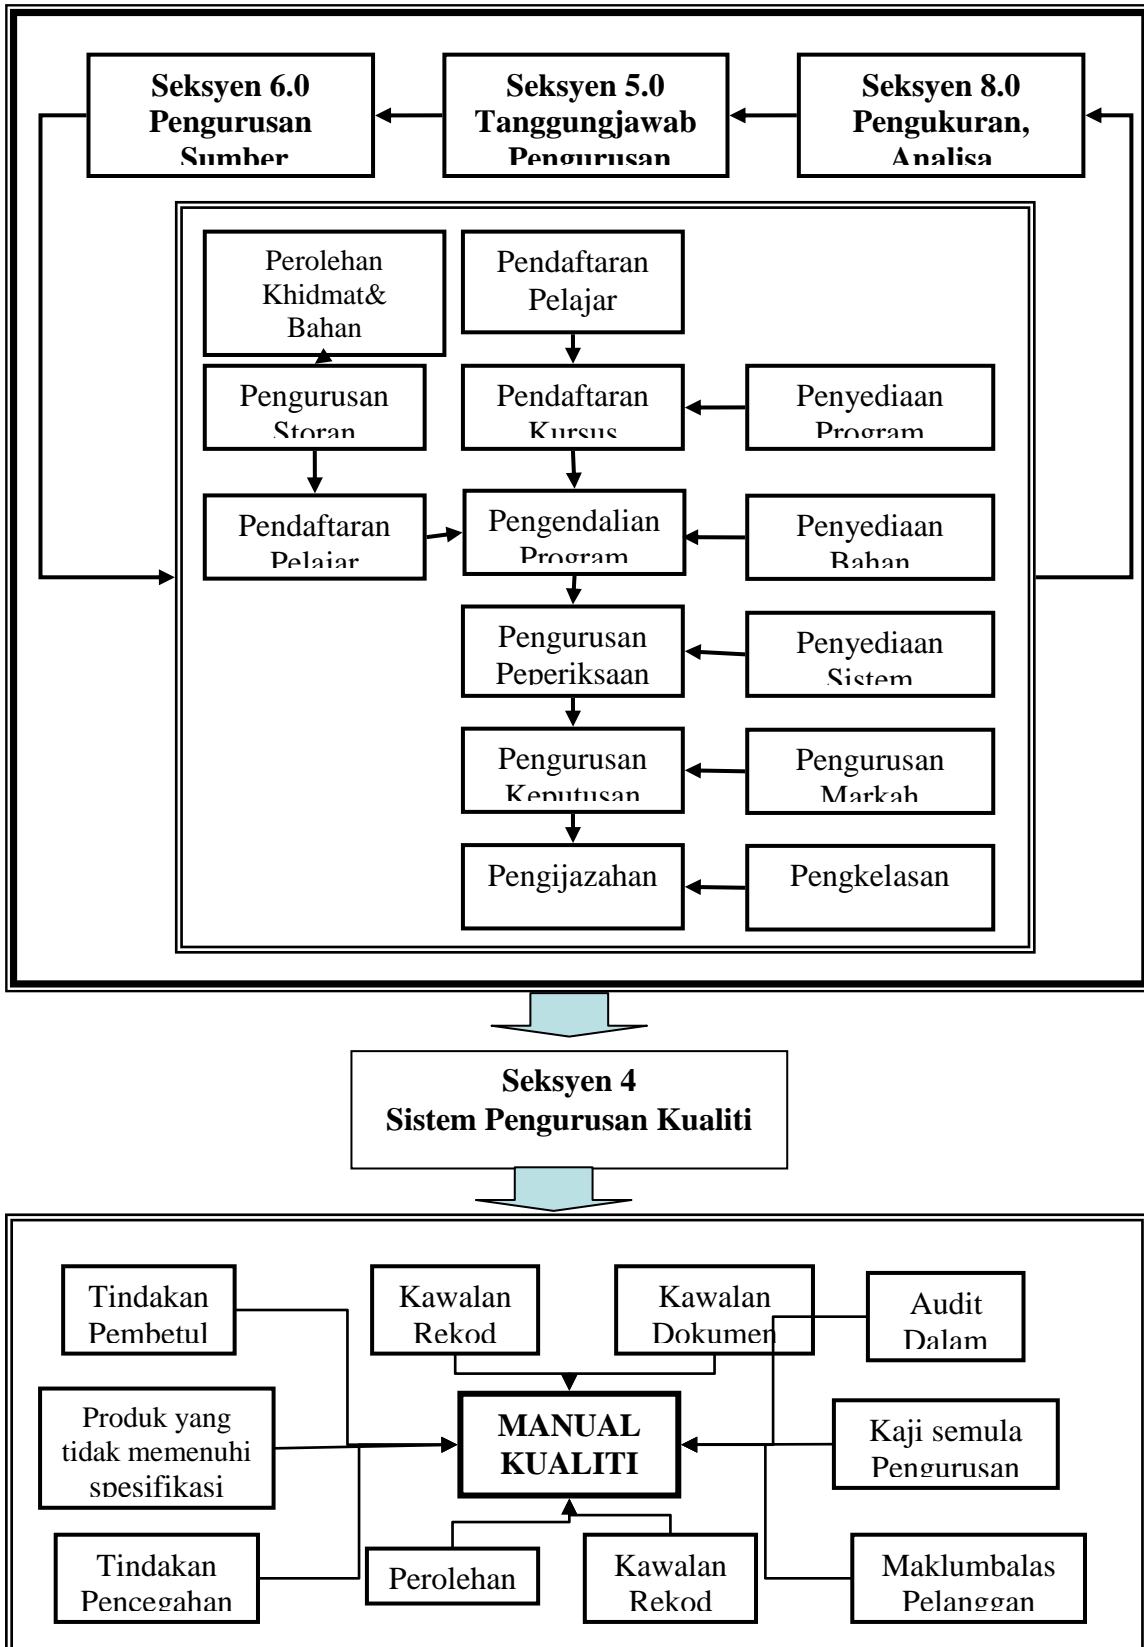 Seksyen 6.0
Pengurusan
Sumber
Seksyen 5.0
Tanggungjawab
Pengurusan
Seksyen 8.0
Pengukuran,
Analisa
Perolehan
Khidmat&
Bahan
Pendaftaran
Pelajar
Pengurusan
Storan
Pendaftaran
Kursus
Penyediaan
Program
Pendaftaran
Pelajar
Pengendalian
Program
Penyediaan
Bahan
Pengurusan
Peperiksaan
Penyediaan
Sistem
Pengurusan
Keputusan
Pengurusan
Markah
Pengijazahan
Pengkelasan
Seksyen 4
Sistem Pengurusan Kualiti
Tindakan
Pembetul
Kawalan
Rekod
Kawalan
Dokumen
Audit
Dalam
Produk yang
tidak memenuhi
spesifikasi
MANUAL
KUALITI
Kaji semula
Pengurusan
Tindakan
Pencegahan
Perolehan
Kawalan
Rekod
Maklumbalas
Pelanggan